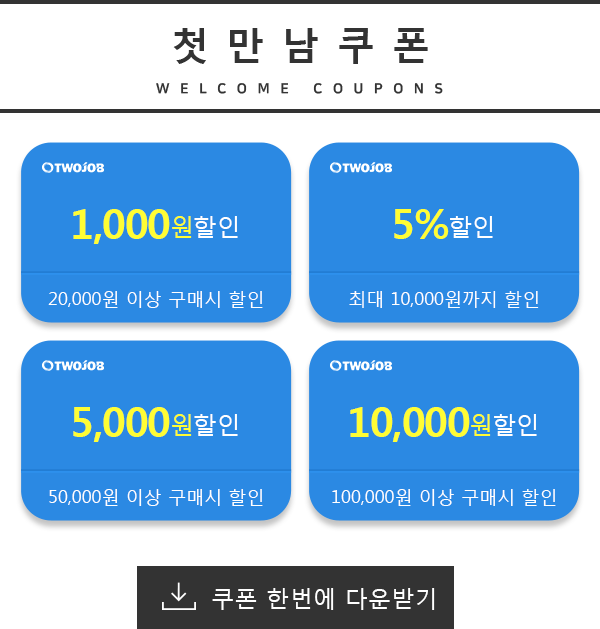 첫만남쿠폰
WELCOME COUPONS
TWOJOB
1,000원할인
20,000원 이상 구매시 할인
TWOJOB
5%할인
최대 10,000원까지 할인
TWOJOB
5,000원할인
50,000원 이상 구매시 할인
TWOJOB
10,000원할인
100,000원 이상 구매시 할인
쿠폰 한번에 다운받기